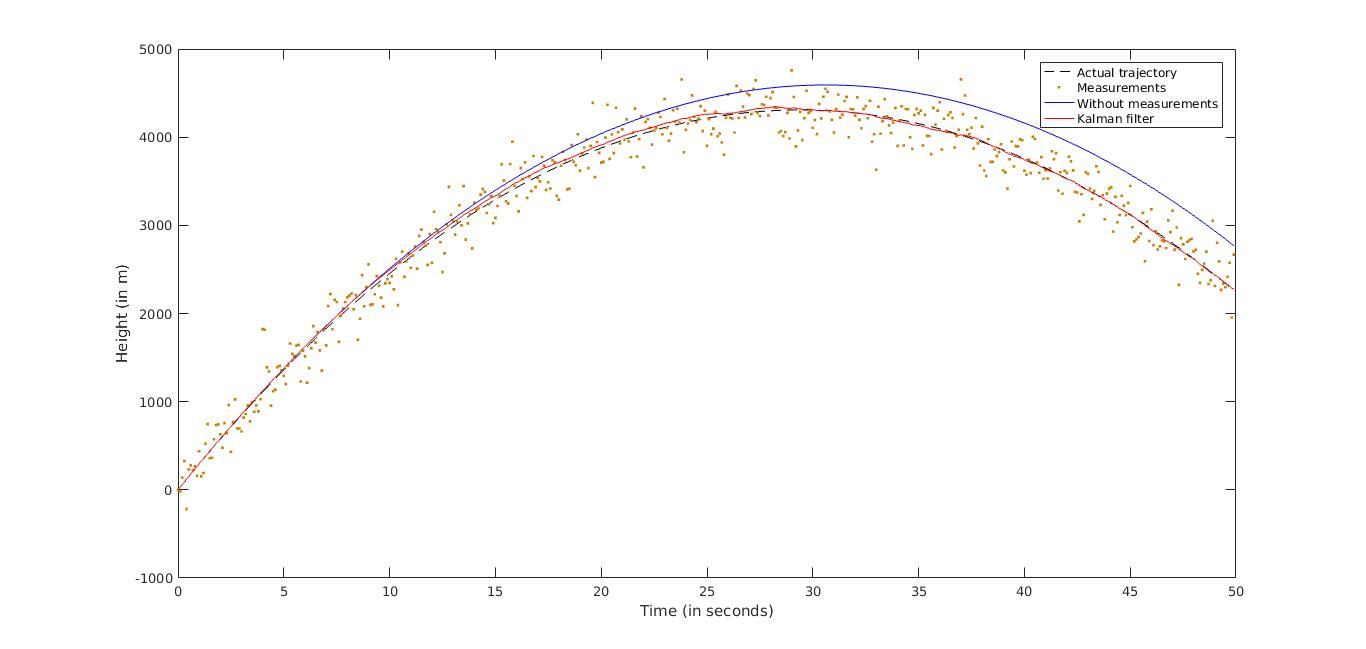 5000
4000
3000
2000
1000
0
-1000
Height (in m)
0 5 10 15 20 25 30 35 40 45 50
Time (in seconds)
Actual trajectory
Measurements
Without measurements
Kalman filter